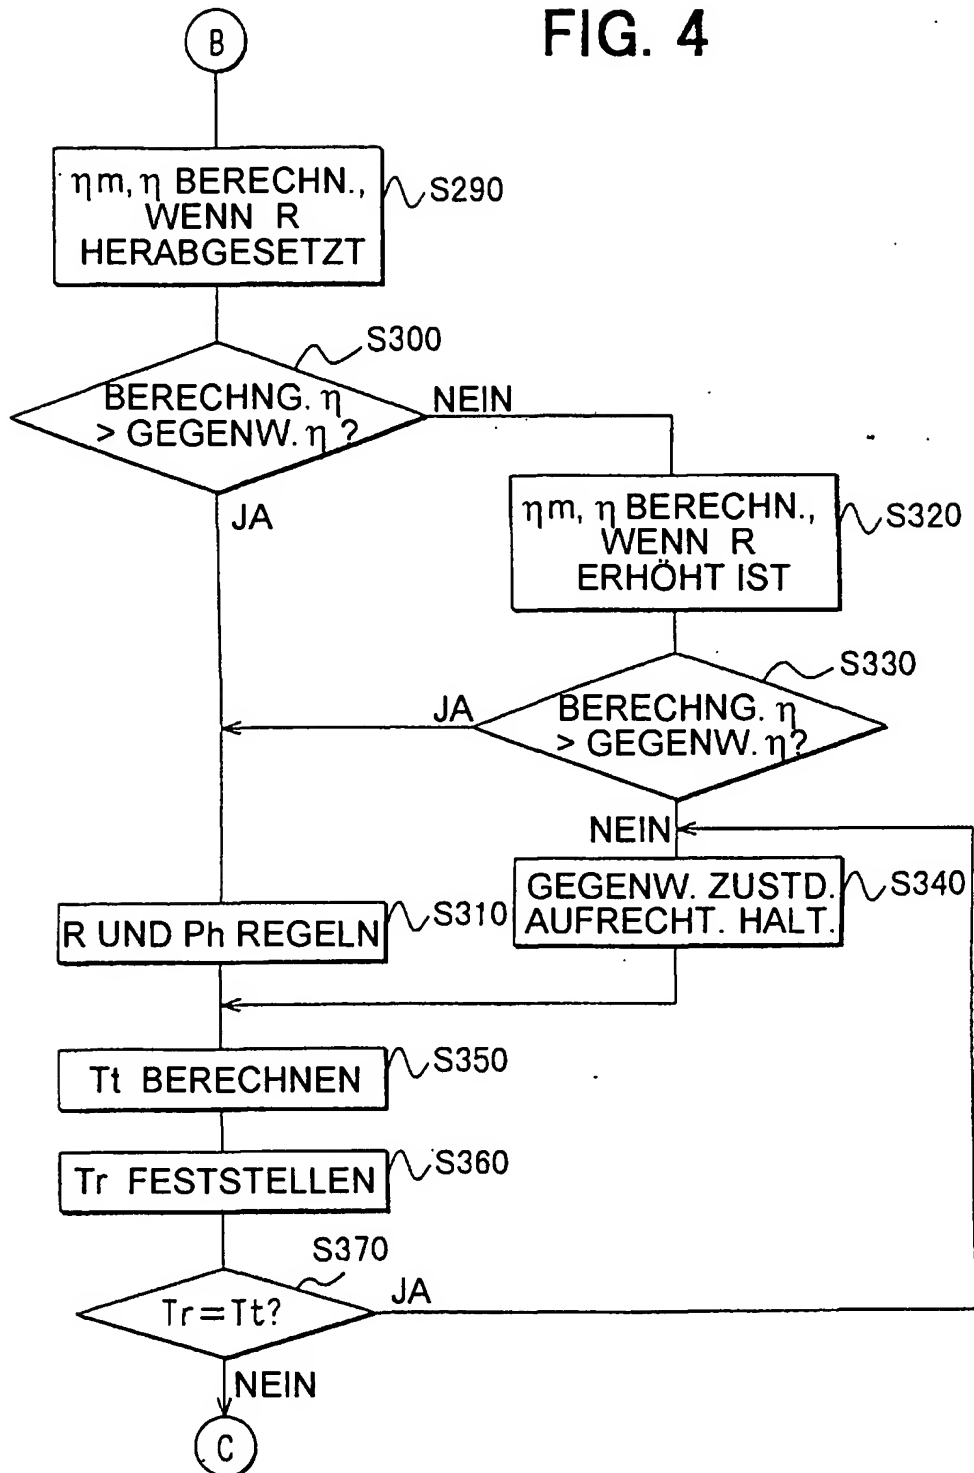 FIG. 4
B
ηm, η BERECHN.,
WENN R
HERABGESETZT
S290
S300
BERECHNG. η
> GEGENW. η ?
NEIN
JA
ηm, η BERECHN.,
WENN R
ERHÖHT IST
S320
S330
BERECHNG. η
> GEGENW. η?
JA
NEIN
GEGENW. ZUSTD.
AUFRECHT. HALT.
S340
R UND Ph REGELN
S310
Tt BERECHNEN
S350
Tr FESTSTELLEN
S360
S370
Tr=Tt?
JA
NEIN
C